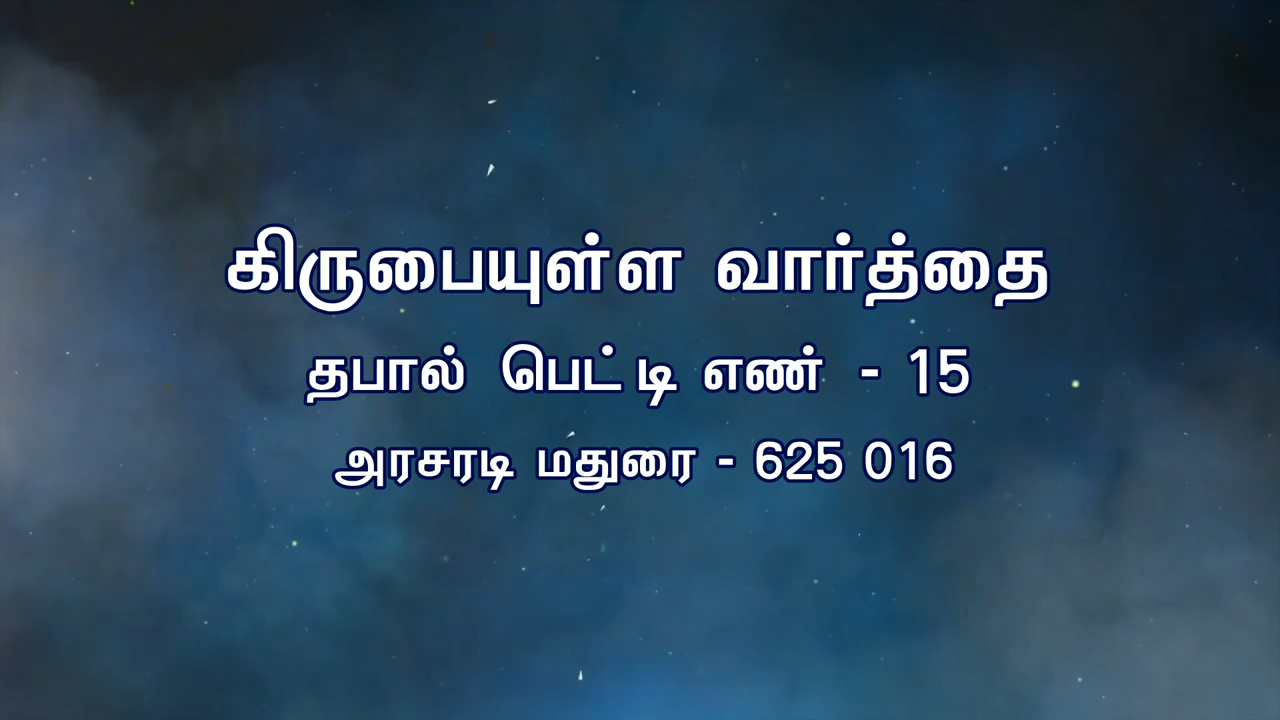 கிருபையுள்ள வார்த்தை
தபால் பெட்டி எண் - 15
அரசரடி மதுரை - 625 016